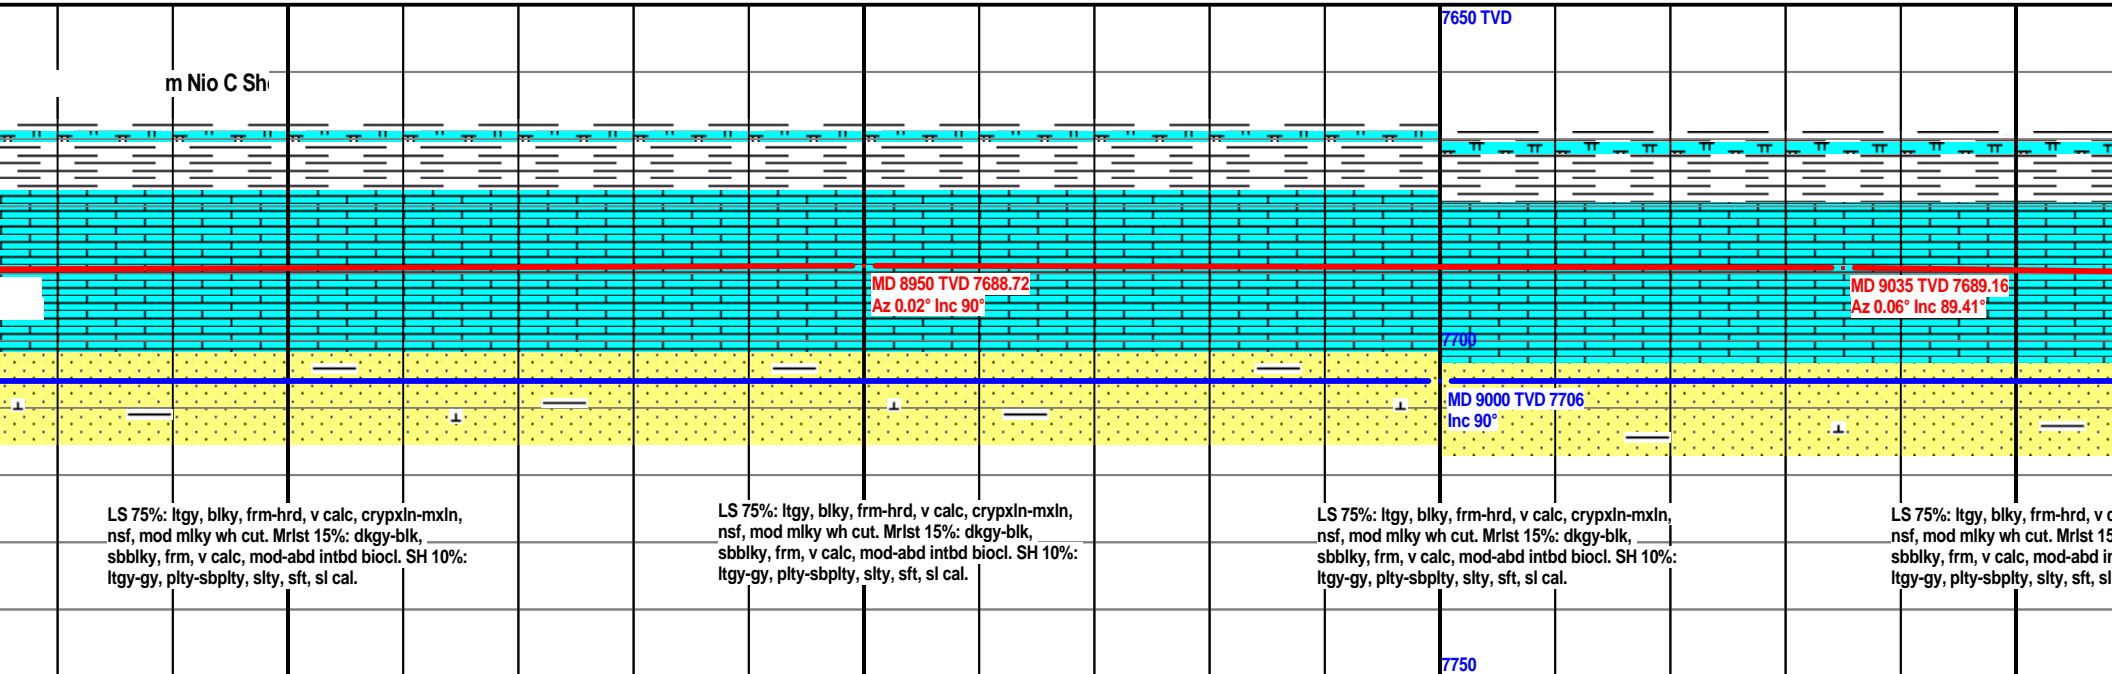 7650 TVD
m Nio C Sh
MD 8950 TVD 7688.72
Az 0.02° Inc 90°
MD 9035 TVD 7689.16
Az 0.06° Inc 89.41°
7700
MD 9000 TVD 7706
Inc 90°
LS 75%: ltgy, blky, frm-hrd, v calc, crypxln-mxln,
nsf, mod mlky wh cut. Mrlst 15%: dkgy-blk,
sbblky, frm, v calc, mod-abd intbd biocl. SH 10%:
ltgy-gy, plty-sbplty, slty, sft, sl cal.
LS 75%: ltgy, blky, frm-hrd, v calc, crypxln-mxln,
nsf, mod mlky wh cut. Mrlst 15%: dkgy-blk,
sbblky, frm, v calc, mod-abd intbd biocl. SH 10%:
ltgy-gy, plty-sbplty, slty, sft, sl cal.
LS 75%: ltgy, blky, frm-hrd, v calc, crypxln-mxln,
nsf, mod mlky wh cut. Mrlst 15%: dkgy-blk,
sbblky, frm, v calc, mod-abd intbd biocl. SH 10%:
ltgy-gy, plty-sbplty, slty, sft, sl cal.
LS 75%: ltgy, blky, frm-hrd, v
nsf, mod mlky wh cut. Mrlst 15
sbblky, frm, v calc, mod-abd
ltgy-gy, plty-sbplty, slty, sft, sl
7750